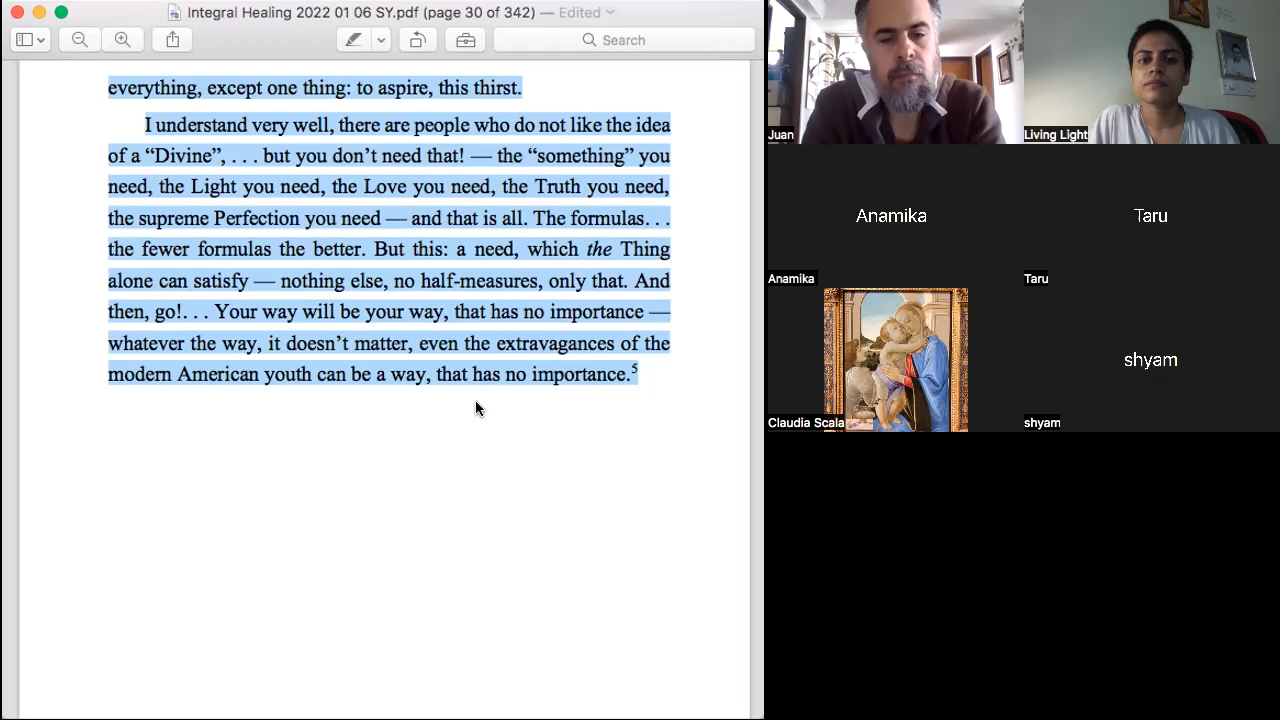 Integral Healing 2022 01 06 SY.pdf (page 30 of 342) — Edited
Search
everything, except one thing: to aspire, this thirst.
I understand very well, there are people who do not like the idea
of a “Divine”, . . . but you don’t need that! — the “something” you
need, the Light you need, the Love you need, the Truth you need,
the supreme Perfection you need — and that is all. The formulas. . .
the fewer formulas the better. But this: a need, which the Thing
alone can satisfy — nothing else, no half-measures, only that. And
then, go!. . . Your way will be your way, that has no importance —
whatever the way, it doesn’t matter, even the extravagances of the
modern American youth can be a way, that has no importance.5
Juan
Living Light
Anamika
Taru
Anamika
Taru
shyam
Claudia Scala
shyam